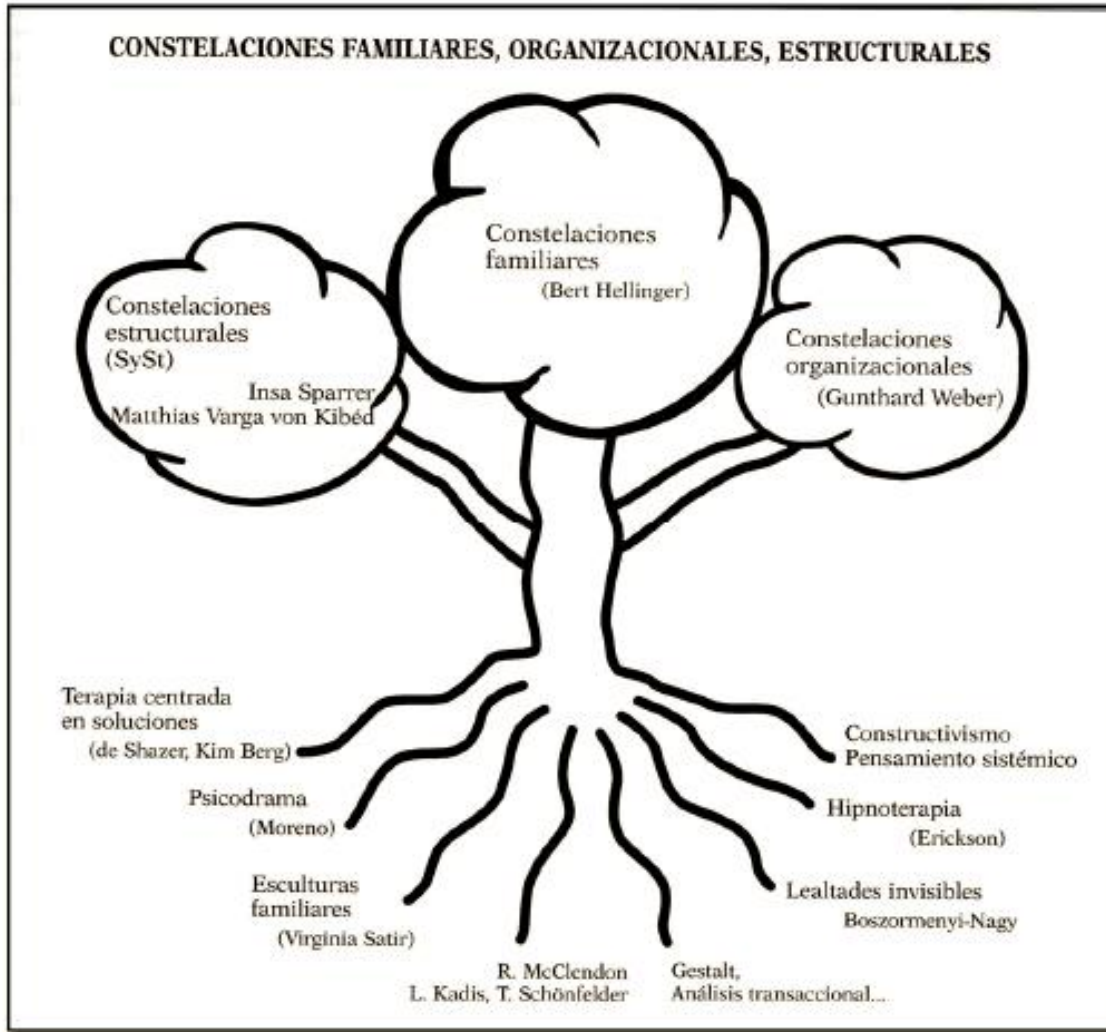 CONSTELACIONES FAMILIARES, ORGANIZACIONALES, ESTRUCTURALES
Constelaciones
familiares
(Bert Hellinger)
Constelaciones
estructurales
(SySt)
Insa Sparrer
Matthias Varga von Kibéd
Constelaciones
organizacionales
(Gunthard Weber)
Terapia centrada
en soluciones
(de Shazer, Kim Berg)
Psicodrama
(Moreno)
Esculturas
familiares
(Virginia Satir)
R. McClendon
L. Kadis, T. Schönfelder
Gestalt,
Análisis transaccional...
Lealtades invisibles
Boszormenyi-Nagy
Hipnoterapia
(Erickson)
Constructivismo
Pensamiento sistémico